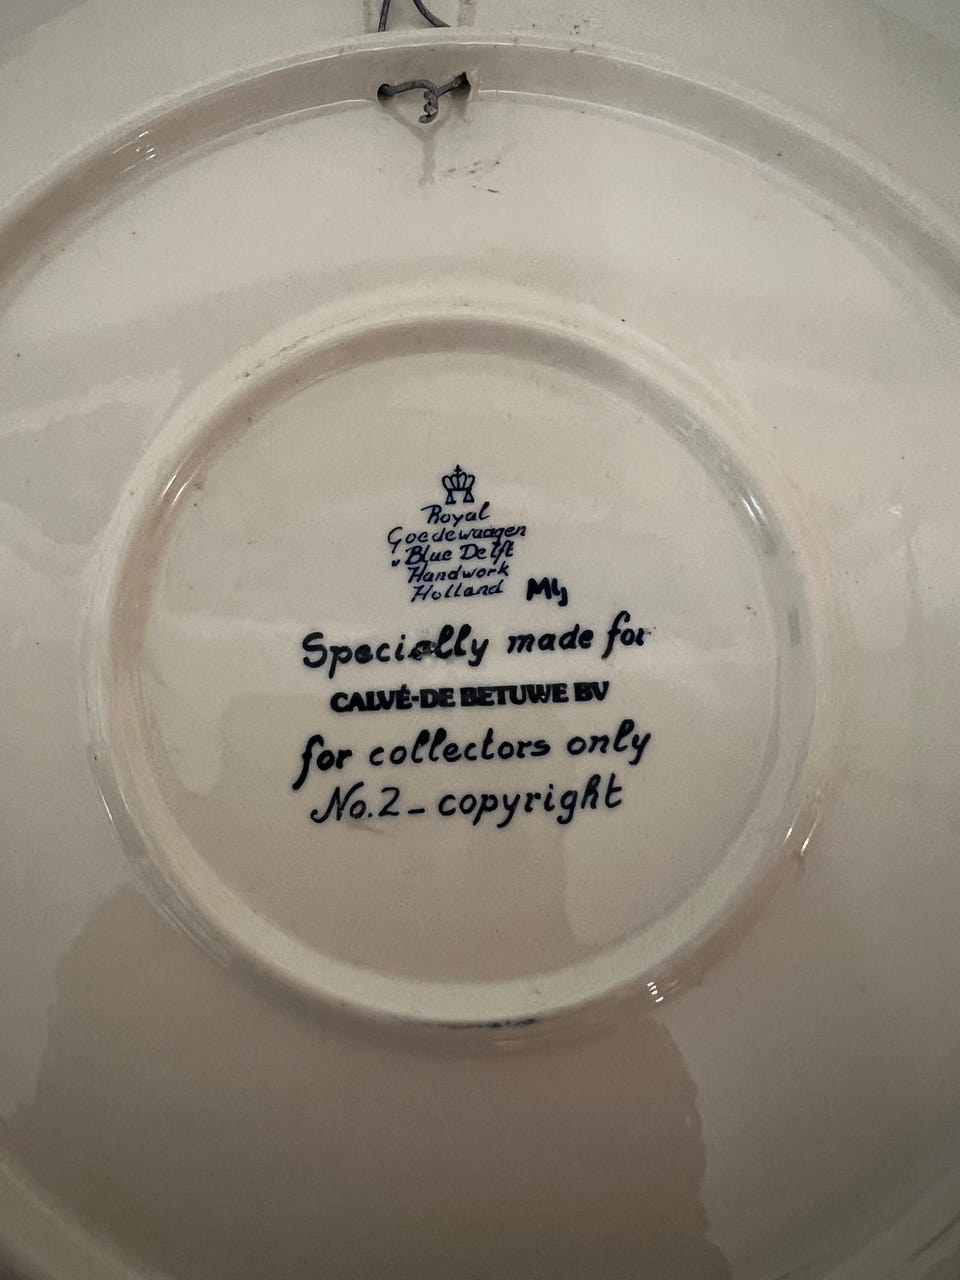 Royal
Goedewaagen
"Blue Delft
Handwork
Holland
Specially made for
CALVÉ-DE BETUWE BV
for collectors only
No.2 - copyright